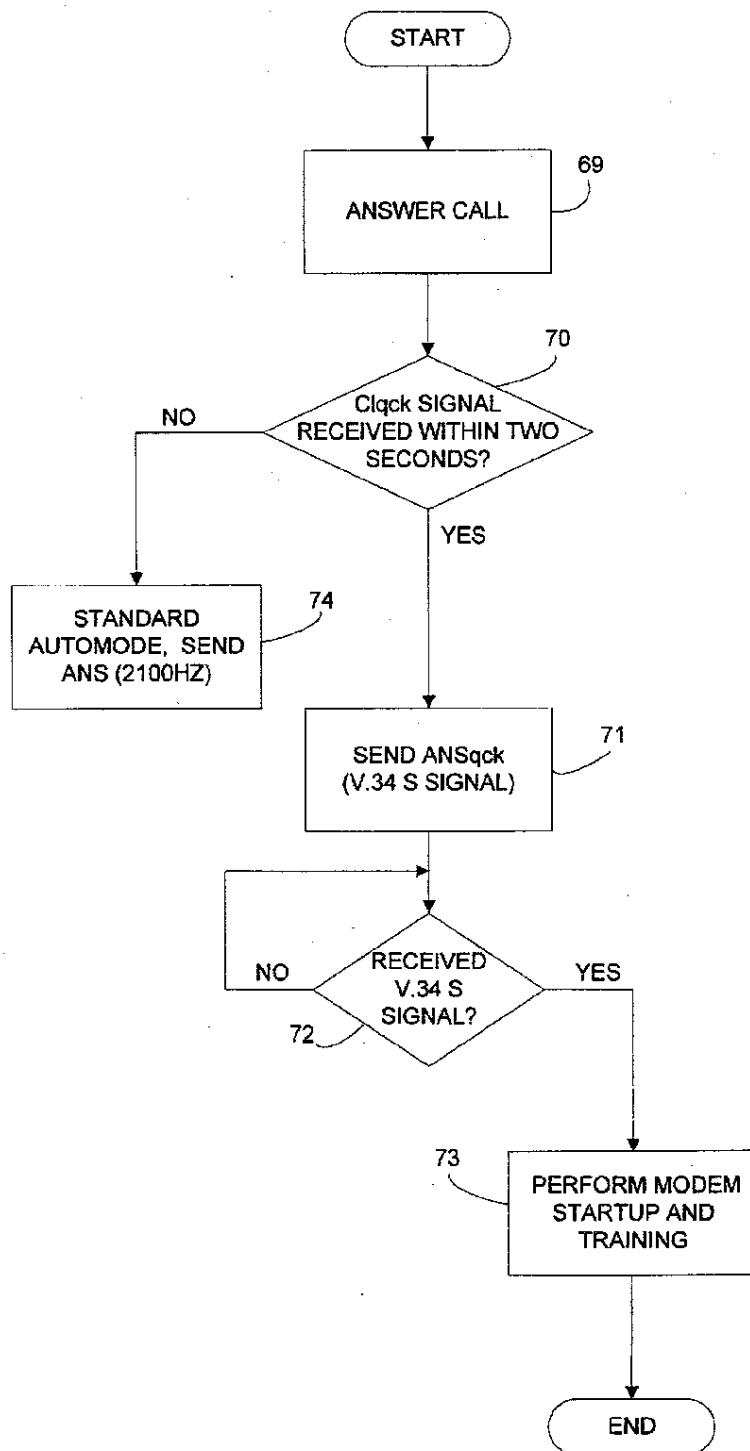 START
69
ANSWER CALL
70
Clqck SIGNAL
RECEIVED WITHIN TWO
SECONDS?
NO
YES
74
STANDARD
AUTOMODE, SEND
ANS (2100HZ)
71
SEND ANSqck
(V.34 S SIGNAL)
RECEIVED
V.34 S
SIGNAL?
NO
YES
72
73
PERFORM MODEM
STARTUP AND
TRAINING
END